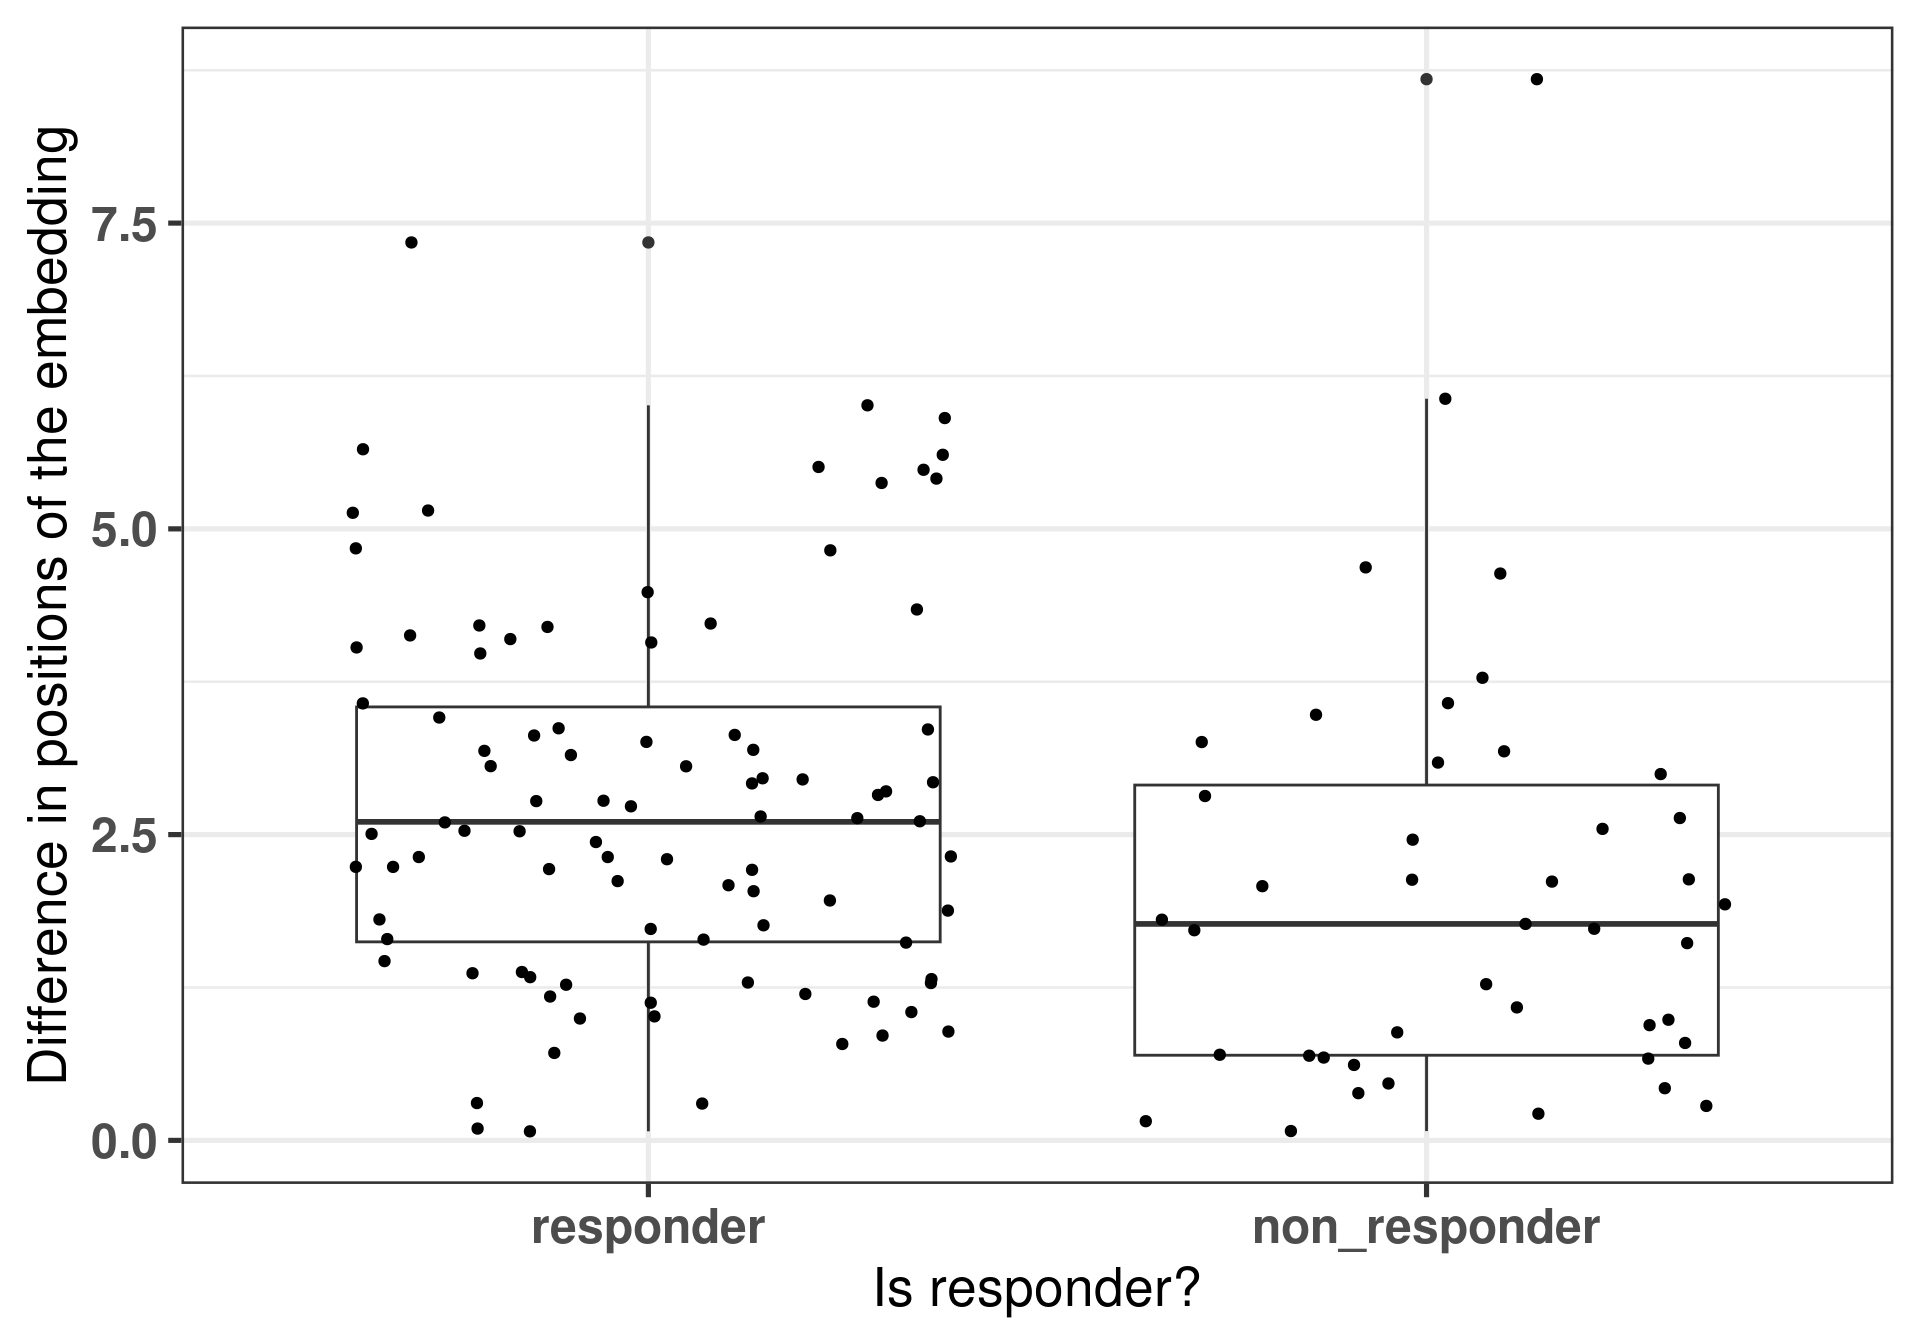 Difference in positions of the embedding
7.5
5.0
2.5
0.0
responder
non_responder
Is responder?